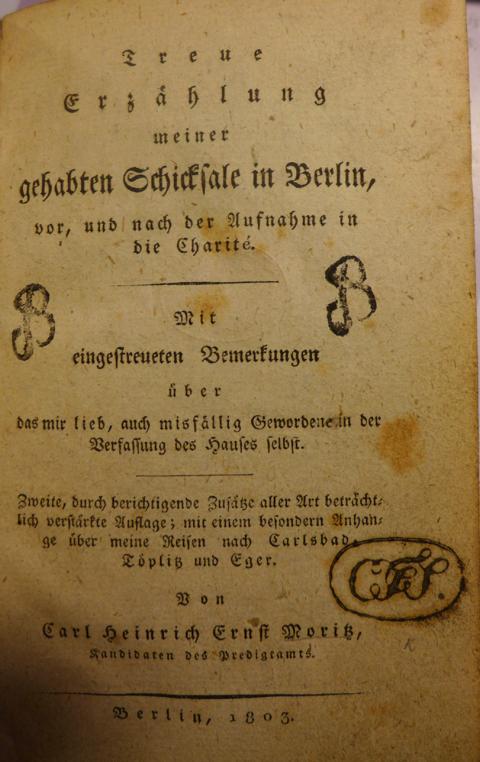 Treue
Erzählung
meiner
gehabten Schicksale in Berlin,
vor, und nach der Aufnahme in
die Charité.
B
B
Mit
eingestreueten Bemerkungen
über
das mir lieb, auch misfällig Gewordene in der
Verfassung des Hauses selbst.
Zweite, durch berichtigende Zusätze aller Art beträcht-
lich verstärkte Auflage; mit einem besondern Anhan-
ge über meine Reisen nach Carlsbad,
Töplitz und Eger.
Von
Carl Heinrich Ernst Moritz,
Kandidaten des Predigtamts.
Berlin, 1803.